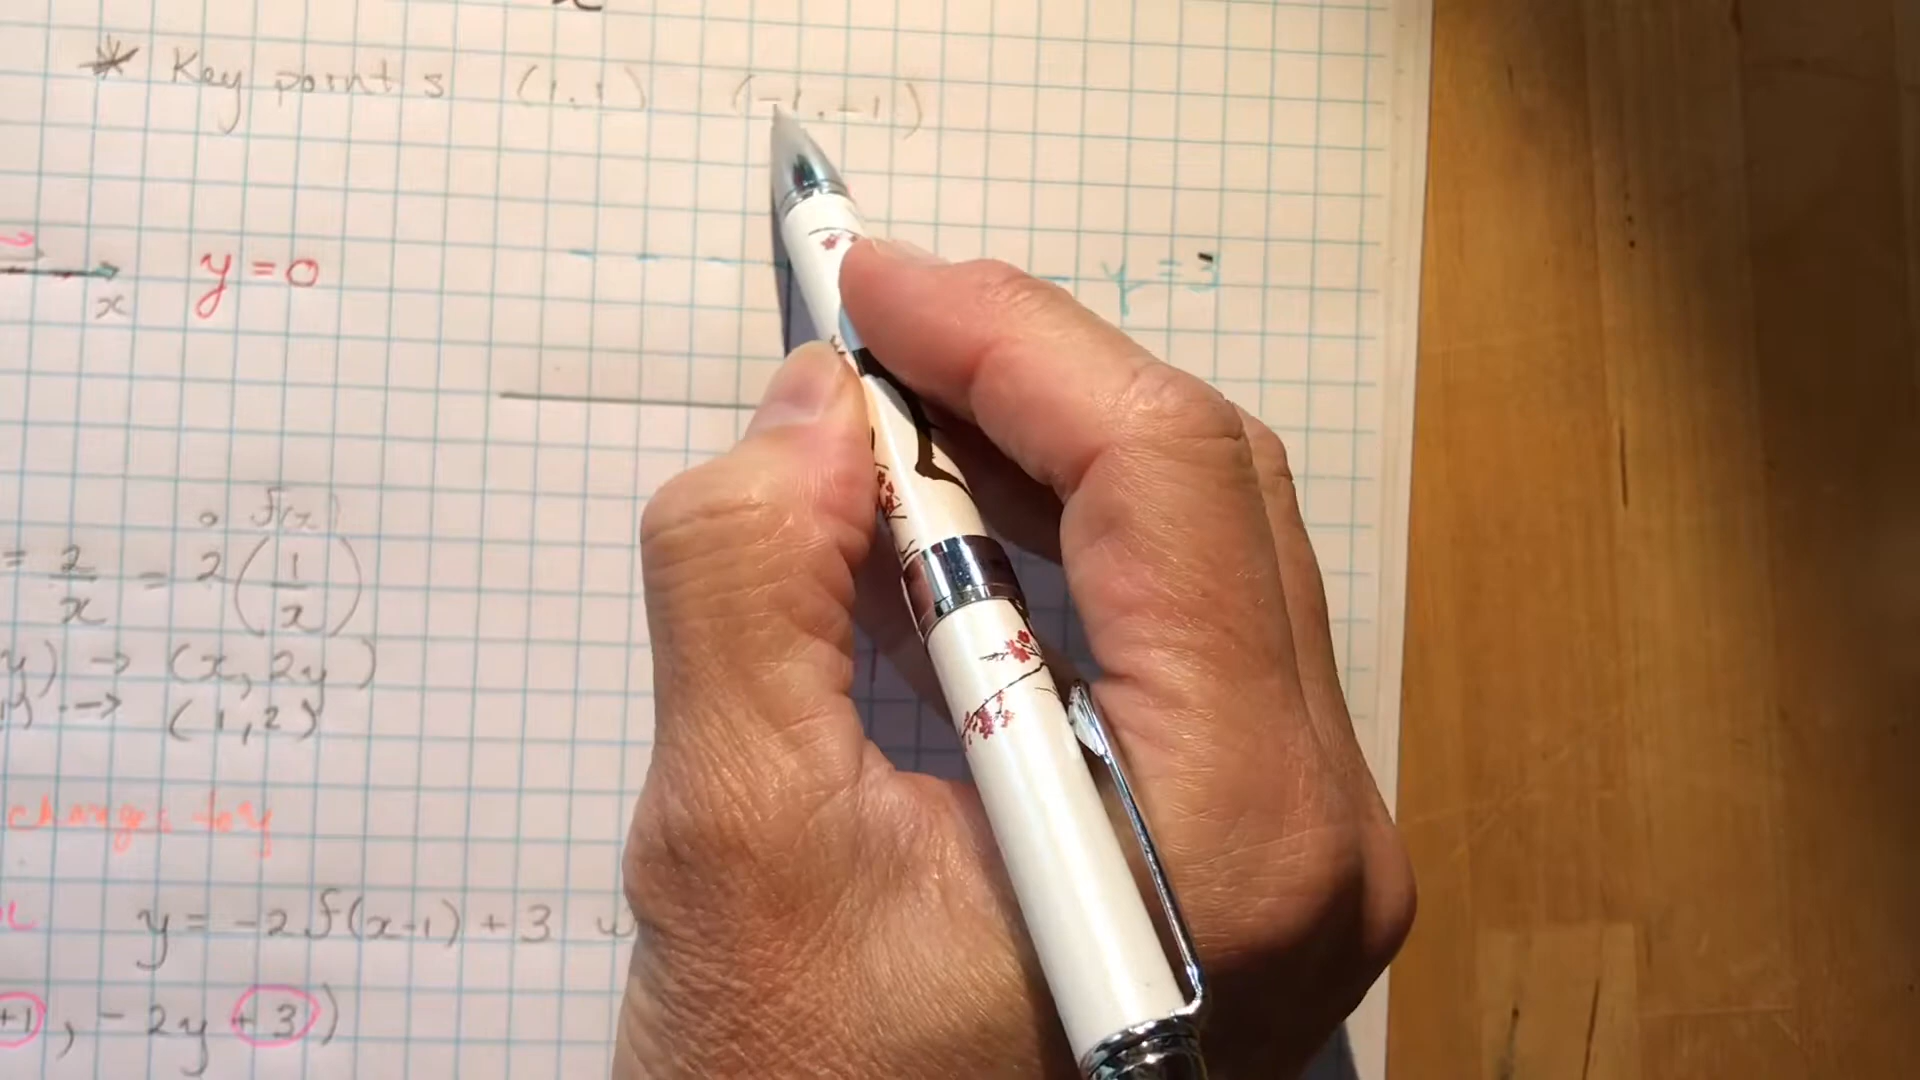 * Key points (1,1) (-1,-1)
y = 0
x
y = 3
f(x)
= 2/x = 2(1/x)
y) → (x, 2y)
→ (1,2)
changes to y
y = -2f(x-1) + 3
+1, -2y + 3)